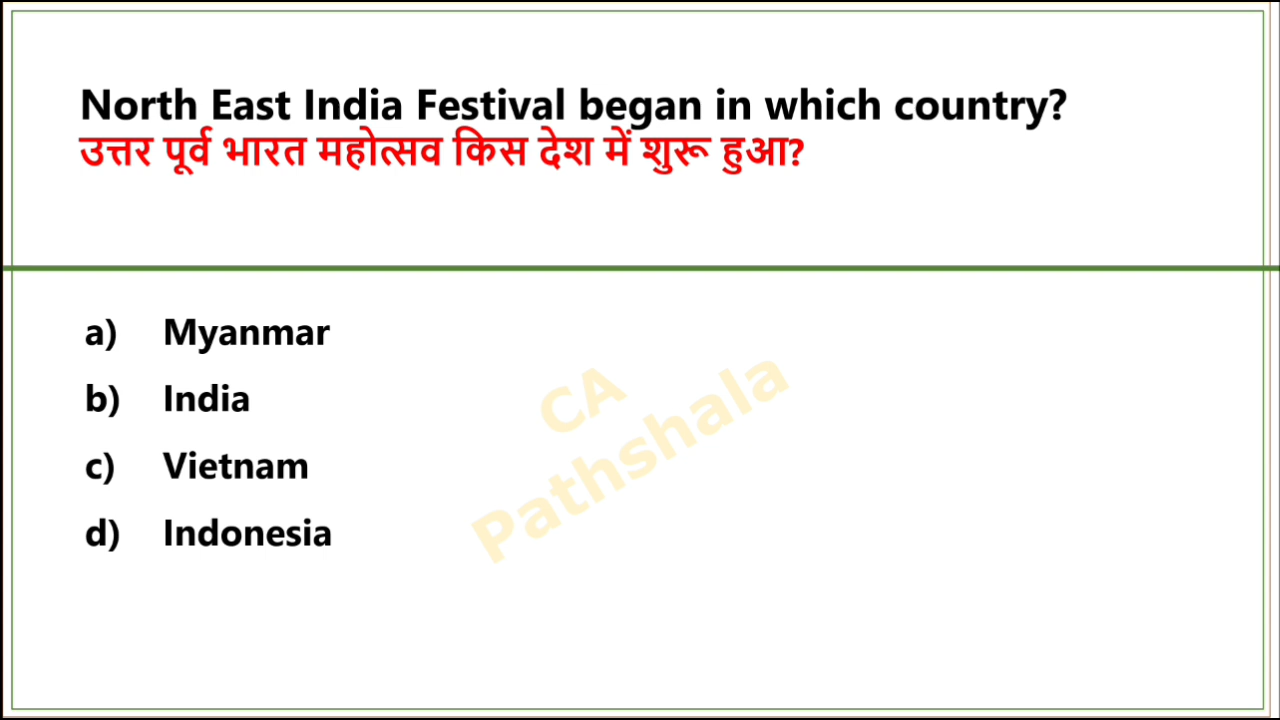 North East India Festival began in which country?
उत्तर पूर्व भारत महोत्सव किस देश में शुरू हुआ?
a) Myanmar
b) India
c) Vietnam
d) Indonesia
CA
Pathshala